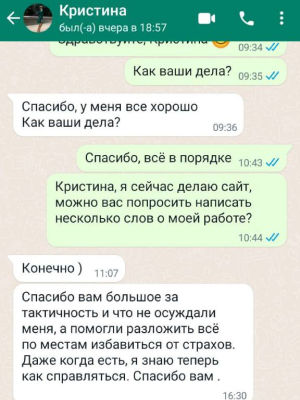 Кристина
был(-а) вчера в 18:57
Здравствуйте, Кристина
09:34
Как ваши дела?
09:35
Спасибо, у меня все хорошо
Как ваши дела?
09:36
Спасибо, всё в порядке
10:43
Кристина, я сейчас делаю сайт,
можно вас попросить написать
несколько слов о моей работе?
10:44
Конечно )
11:07
Спасибо вам большое за
тактичность и что не осуждали
меня, а помогли разложить всё
по местам избавиться от страхов.
Даже когда есть, я знаю теперь
как справляться. Спасибо вам .
16:30